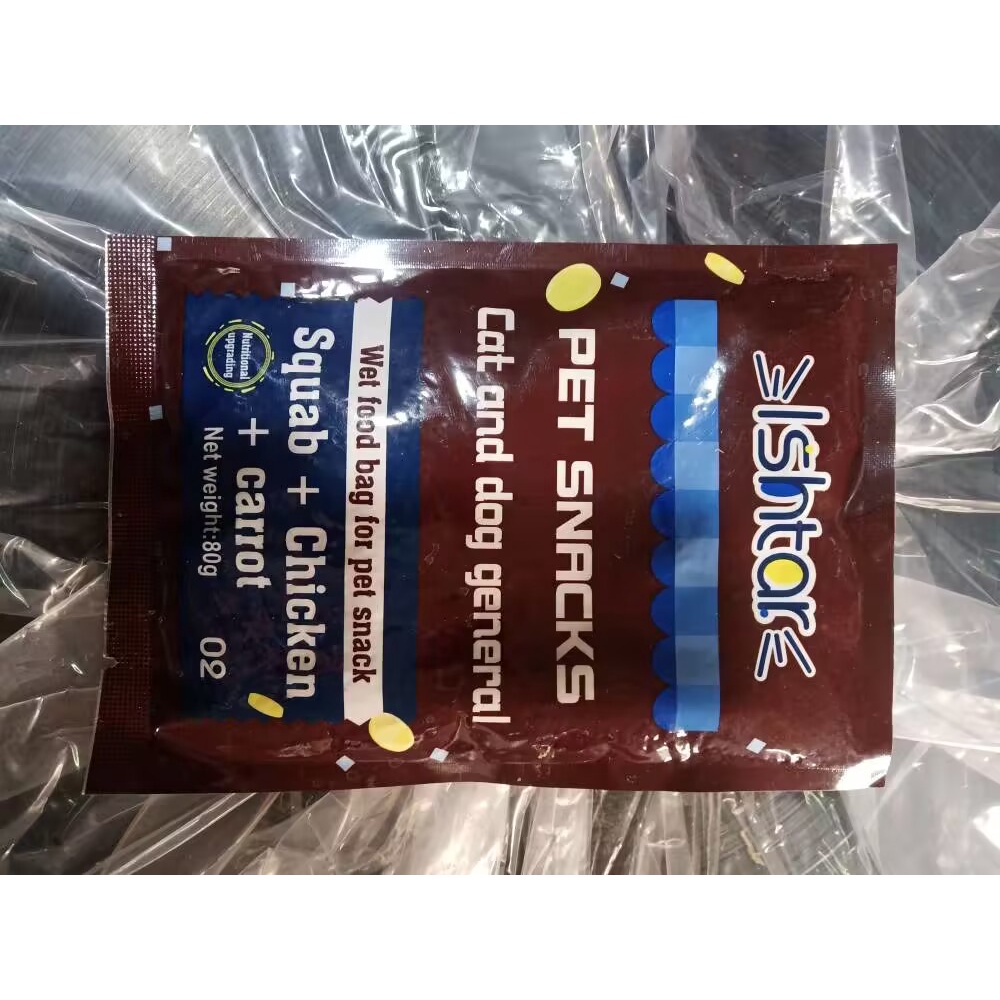 Ishtar
PET SNACKS
Cat and dog general
Wet food bag for pet snack
Squab + Chicken
+ carrot
Nutritional
upgrading
Net weight:80g
02